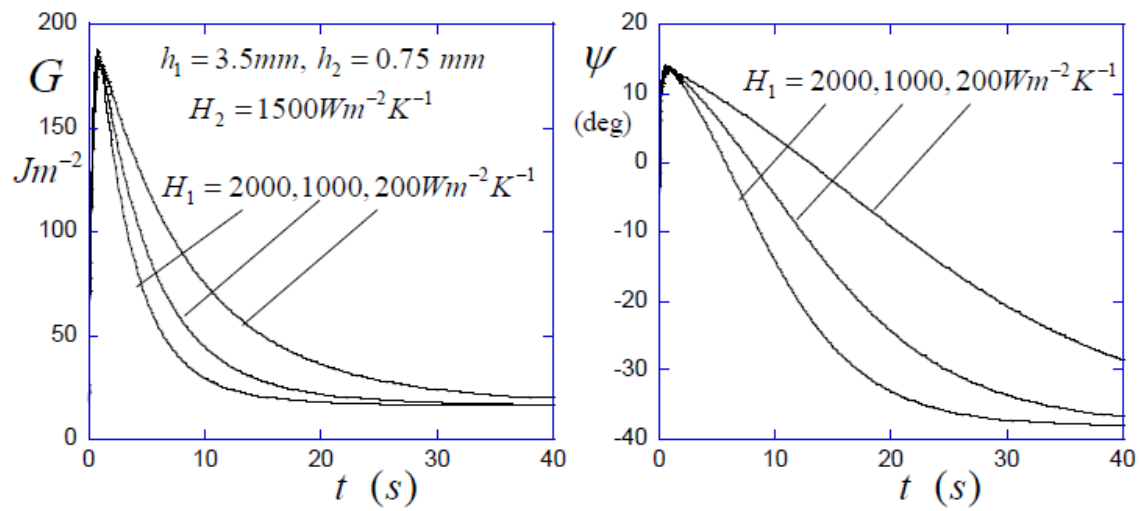 200
150
100
50
0
G
Jm⁻²
h₁ = 3.5mm, h₂ = 0.75 mm
H₂ = 1500Wm⁻²K⁻¹
H₁ = 2000,1000,200Wm⁻²K⁻¹
0 10 20 30 40
t (s)
20
10
0
-10
-20
-30
-40
ψ
(deg)
H₁ = 2000,1000,200Wm⁻²K⁻¹
0 10 20 30 40
t (s)